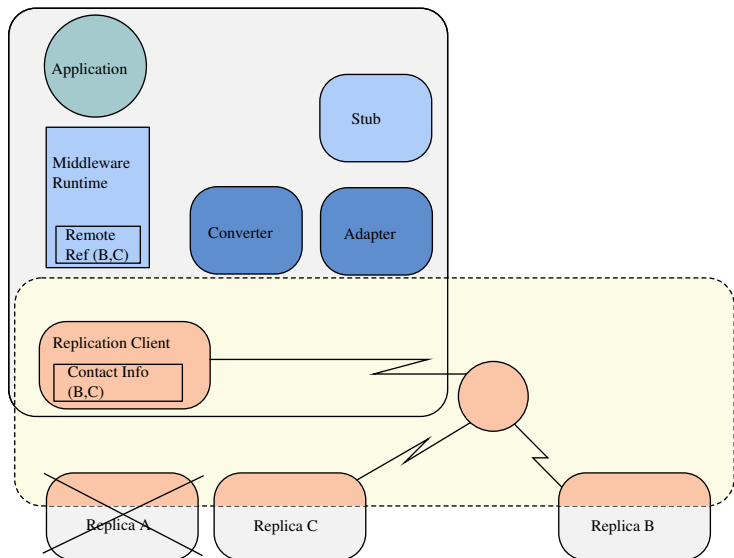 Application
Stub
Middleware
Runtime
Remote
Ref (B,C)
Converter
Adapter
Replication Client
Contact Info
(B,C)
Replica A
Replica C
Replica B